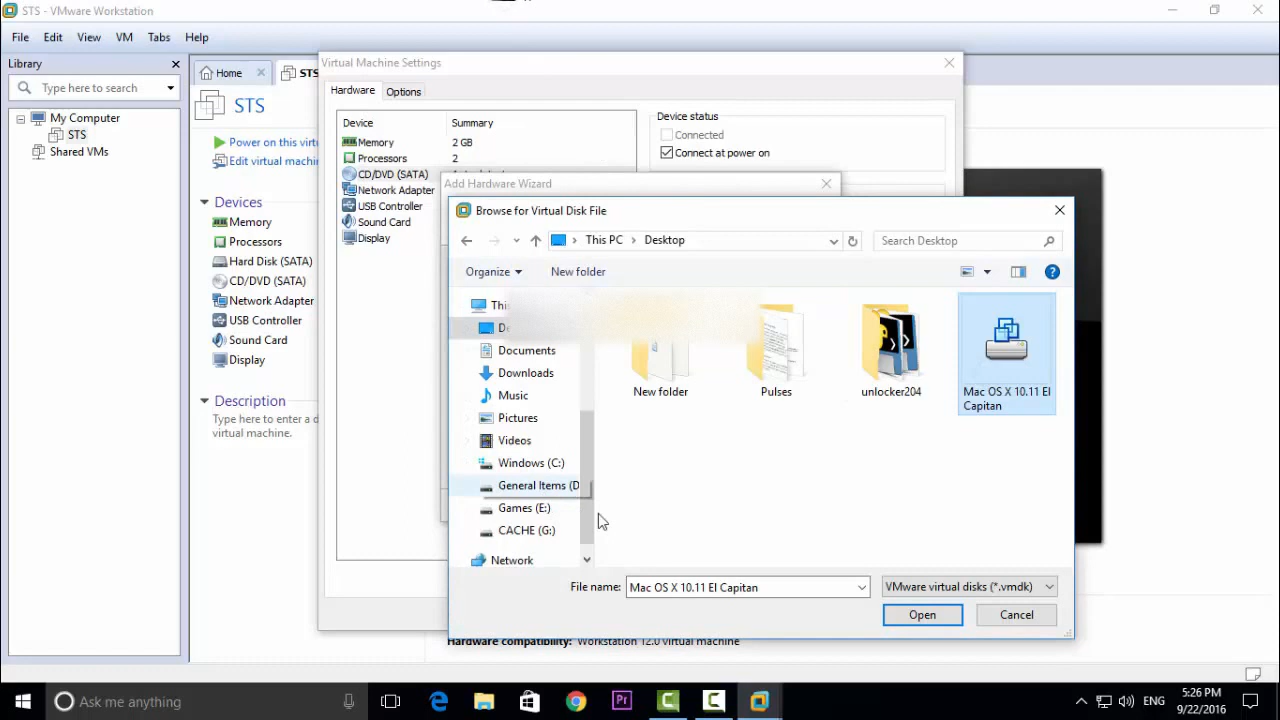 STS - VMware Workstation
File Edit View VM Tabs Help
Library
Type here to search
My Computer
STS
Shared VMs
Home
STS
STS
Power on this virtu
Edit virtual machin
Devices
Memory
Processors
Hard Disk (SATA)
CD/DVD (SATA)
Network Adapter
USB Controller
Sound Card
Display
Description
Type here to enter a d
virtual machine.
Virtual Machine Settings
Hardware Options
Device Summary
Memory 2 GB
Processors 2
CD/DVD (SATA)
Network Adapter
USB Controller
Sound Card
Display
Device status
Connected
Connect at power on
Add Hardware Wizard
Browse for Virtual Disk File
This PC Desktop
Search Desktop
Organize New folder
Thi
De
Documents
Downloads
Music
Pictures
Videos
Windows (C:)
General Items (D
Games (E:)
CACHE (G:)
Network
New folder
Pulses
unlocker204
Mac OS X 10.11 El
Capitan
File name: Mac OS X 10.11 El Capitan
VMware virtual disks (*.vmdk)
Open Cancel
Hardware compatibility: Workstation 12.0 virtual machine
Ask me anything
Pr
ENG
5:26 PM
9/22/2016